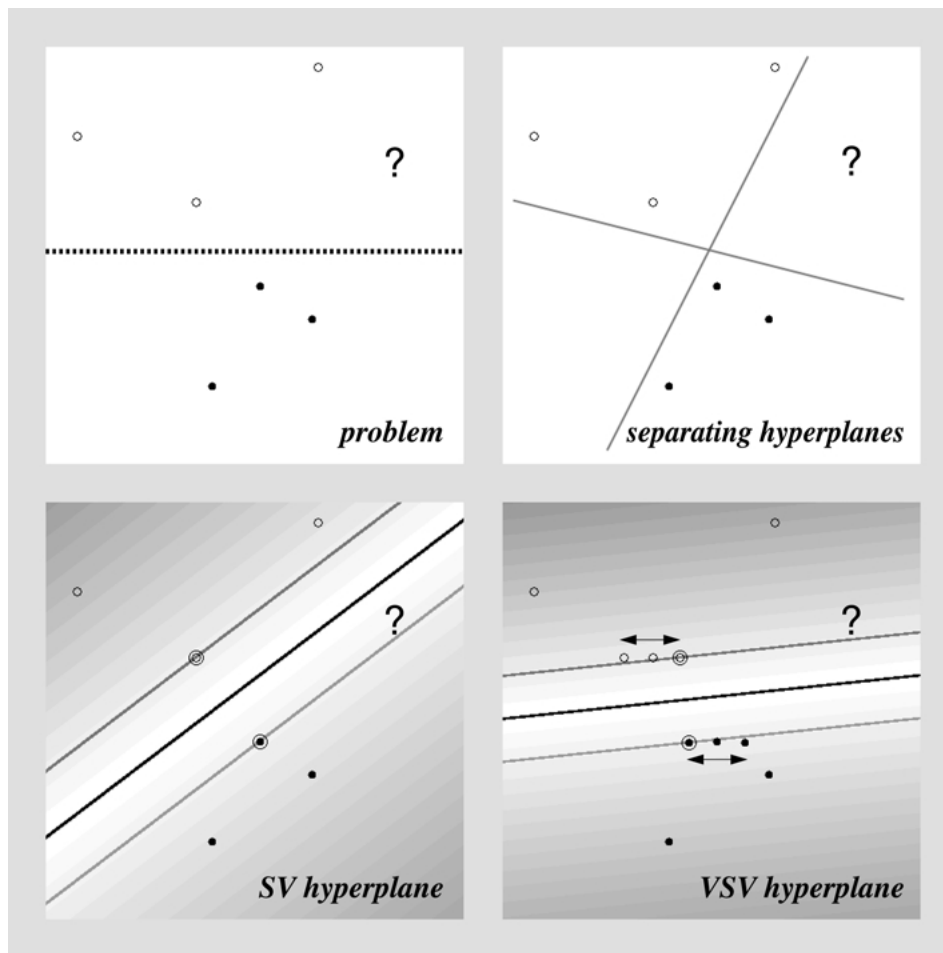 ?
problem
?
separating hyperplanes
?
SV hyperplane
?
VSV hyperplane